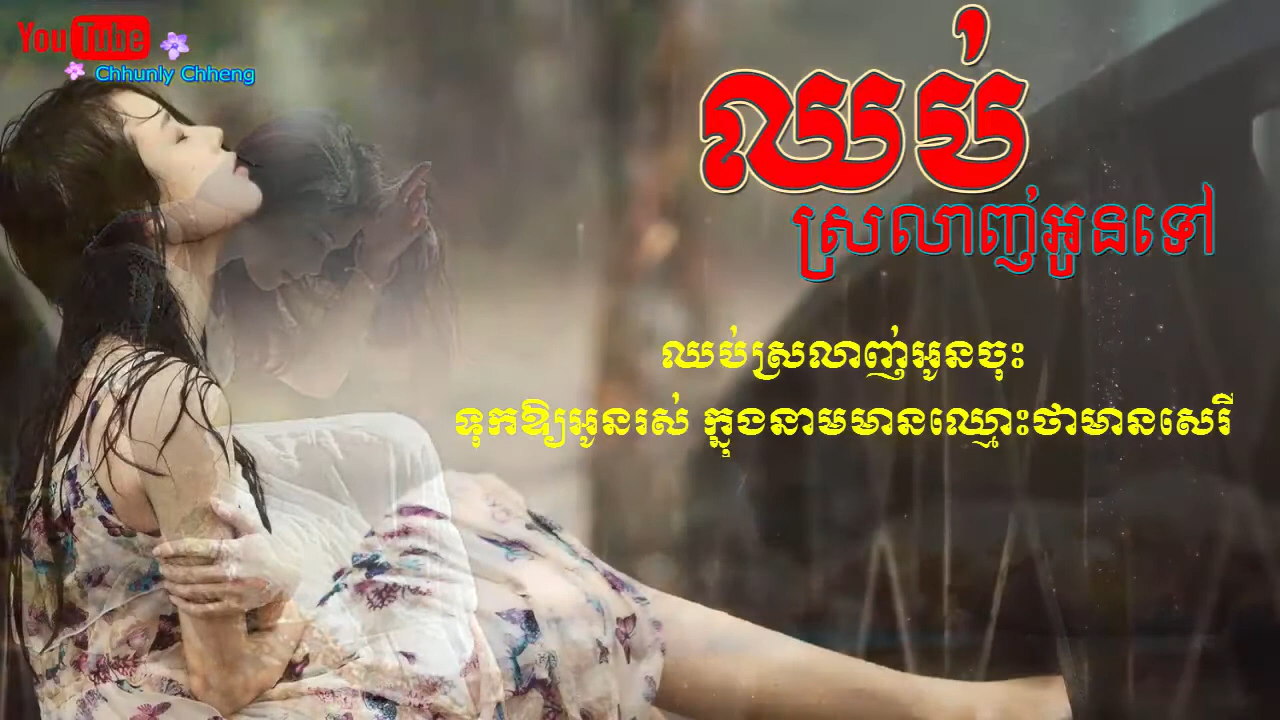 YouTube
Chhunly Chheng
ឈប់
ស្រលាញ់អូនទៅ
ឈប់ស្រលាញ់អូនចុះ
ទុកឱ្យអូនរស់ ក្នុងនាមមានឈ្មោះថាមានសេរី